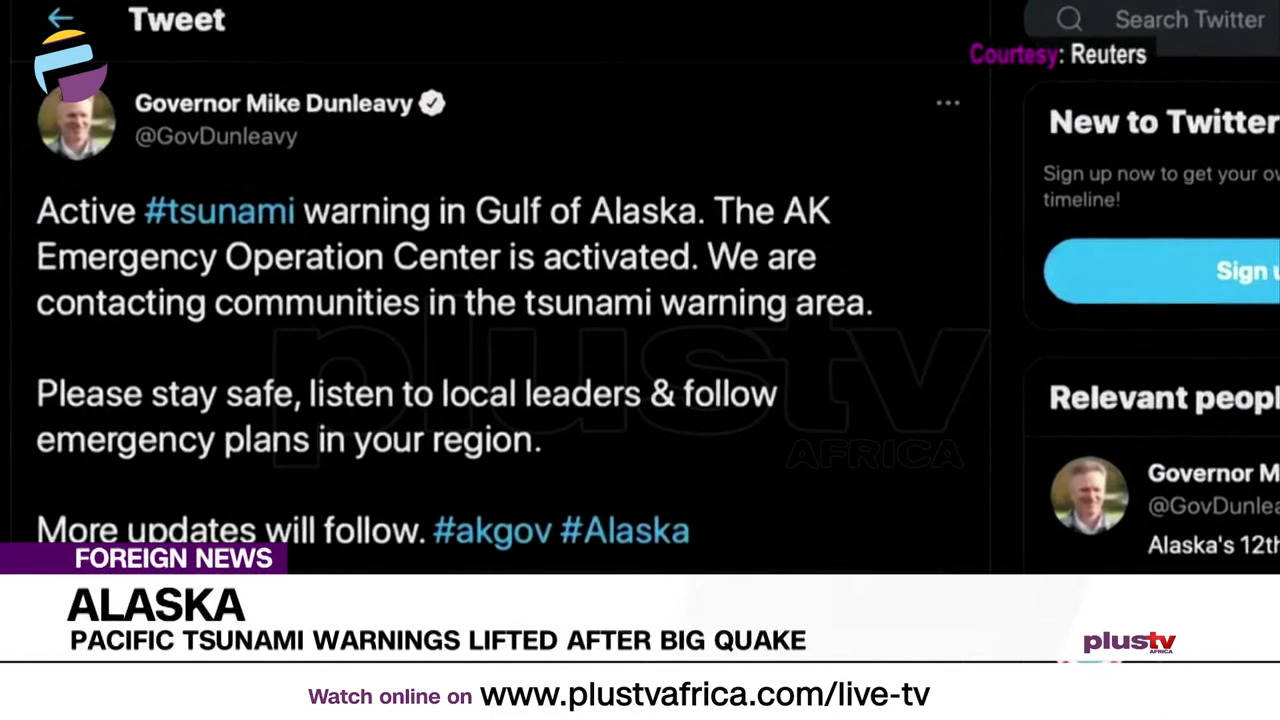 Tweet
Search Twitter
Courtesy: Reuters
Governor Mike Dunleavy
@GovDunleavy
Active #tsunami warning in Gulf of Alaska. The AK
Emergency Operation Center is activated. We are
contacting communities in the tsunami warning area.
Please stay safe, listen to local leaders & follow
emergency plans in your region.
More updates will follow. #akgov #Alaska
New to Twitter
Sign up now to get your ow
timeline!
Sign u
Relevant peopl
Governor M
@GovDunlea
Alaska's 12th
plustv
AFRICA
FOREIGN NEWS
ALASKA
PACIFIC TSUNAMI WARNINGS LIFTED AFTER BIG QUAKE
plustv
AFRICA
Watch online on www.plustvafrica.com/live-tv